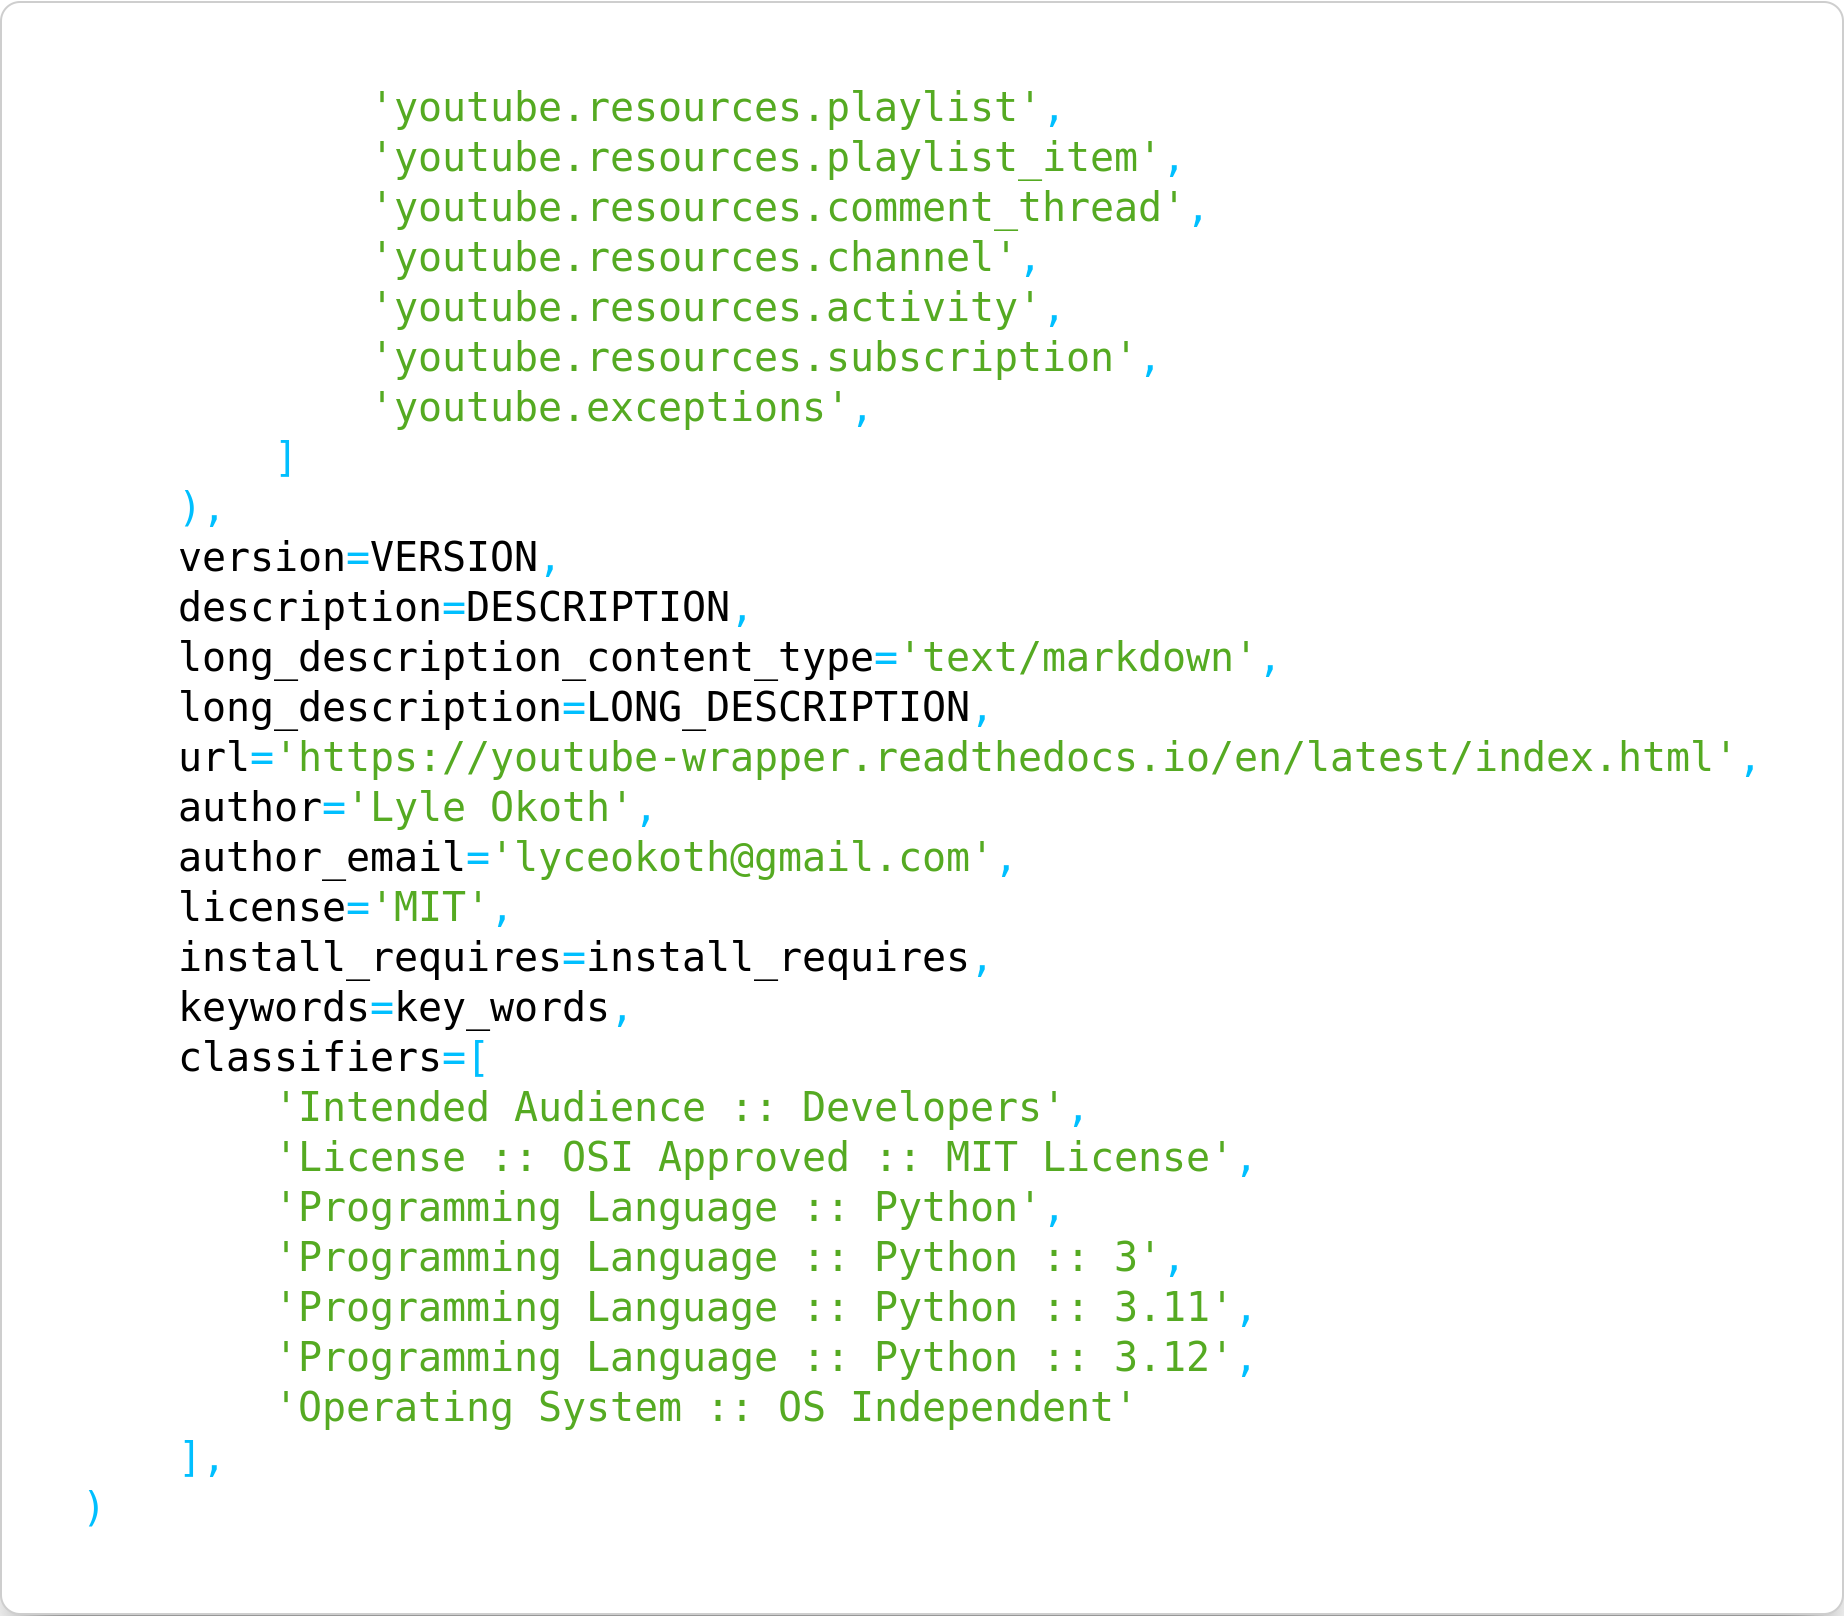 'youtube.resources.playlist',
            'youtube.resources.playlist_item',
            'youtube.resources.comment_thread',
            'youtube.resources.channel',
            'youtube.resources.activity',
            'youtube.resources.subscription',
            'youtube.exceptions',
        ]
    ),
    version=VERSION,
    description=DESCRIPTION,
    long_description_content_type='text/markdown',
    long_description=LONG_DESCRIPTION,
    url='https://youtube-wrapper.readthedocs.io/en/latest/index.html',
    author='Lyle Okoth',
    author_email='lyceokoth@gmail.com',
    license='MIT',
    install_requires=install_requires,
    keywords=key_words,
    classifiers=[
        'Intended Audience :: Developers',
        'License :: OSI Approved :: MIT License',
        'Programming Language :: Python',
        'Programming Language :: Python :: 3',
        'Programming Language :: Python :: 3.11',
        'Programming Language :: Python :: 3.12',
        'Operating System :: OS Independent'
    ],
)